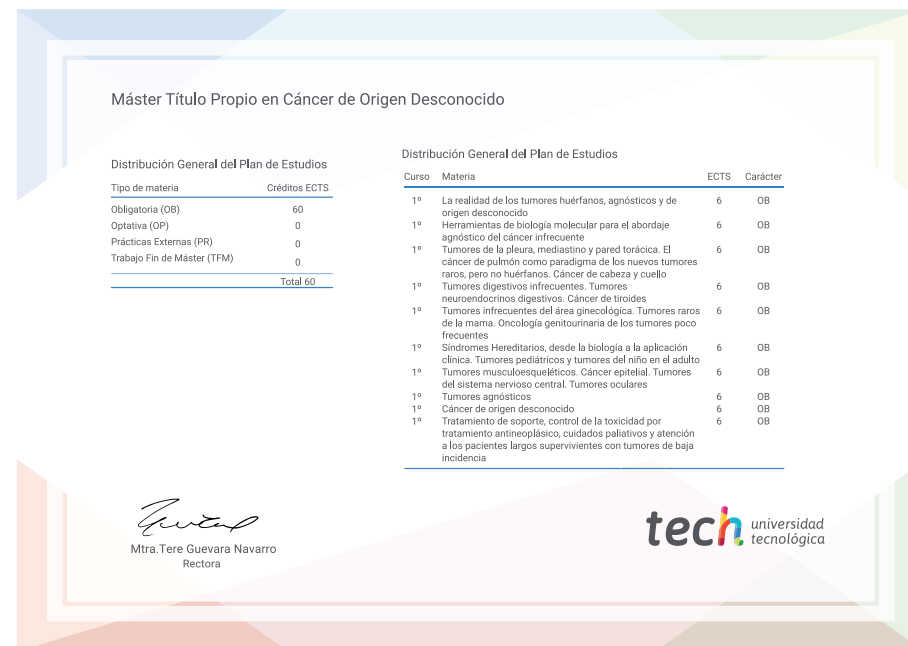 Máster Título Propio en Cáncer de Origen Desconocido
Distribución General del Plan de Estudios
Tipo de materia Créditos ECTS
Obligatoria (OB) 60
Optativa (OP) 0
Prácticas Externas (PR) 0
Trabajo Fin de Máster (TFM) 0
Total 60
Distribución General del Plan de Estudios
Curso Materia ECTS Carácter
1º La realidad de los tumores huérfanos, agnósticos y de 6 OB
origen desconocido
1º Herramientas de biología molecular para el abordaje 6 OB
agnóstico del cáncer infrecuente
1º Tumores de la pleura, mediastino y pared torácica. El 6 OB
cáncer de pulmón como paradigma de los nuevos tumores
raros, pero no huérfanos. Cáncer de cabeza y cuello
1º Tumores digestivos infrecuentes. Tumores 6 OB
neuroendocrinos digestivos. Cáncer de tiroides
1º Tumores infrecuentes del área ginecológica. Tumores raros 6 OB
de la mama. Oncología genitourinaria de los tumores poco
frecuentes
1º Síndromes Hereditarios, desde la biología a la aplicación 6 OB
clínica. Tumores pediátricos y tumores del niño en el adulto
1º Tumores musculoesqueléticos. Cáncer epitelial. Tumores 6 OB
del sistema nervioso central. Tumores oculares
1º Tumores agnósticos 6 OB
1º Cáncer de origen desconocido 6 OB
1º Tratamiento de soporte, control de la toxicidad por 6 OB
tratamiento antineoplásico, cuidados paliativos y atención
a los pacientes largos supervivientes con tumores de baja
incidencia
Mtra.Tere Guevara Navarro
Rectora
tech universidad
tecnológica